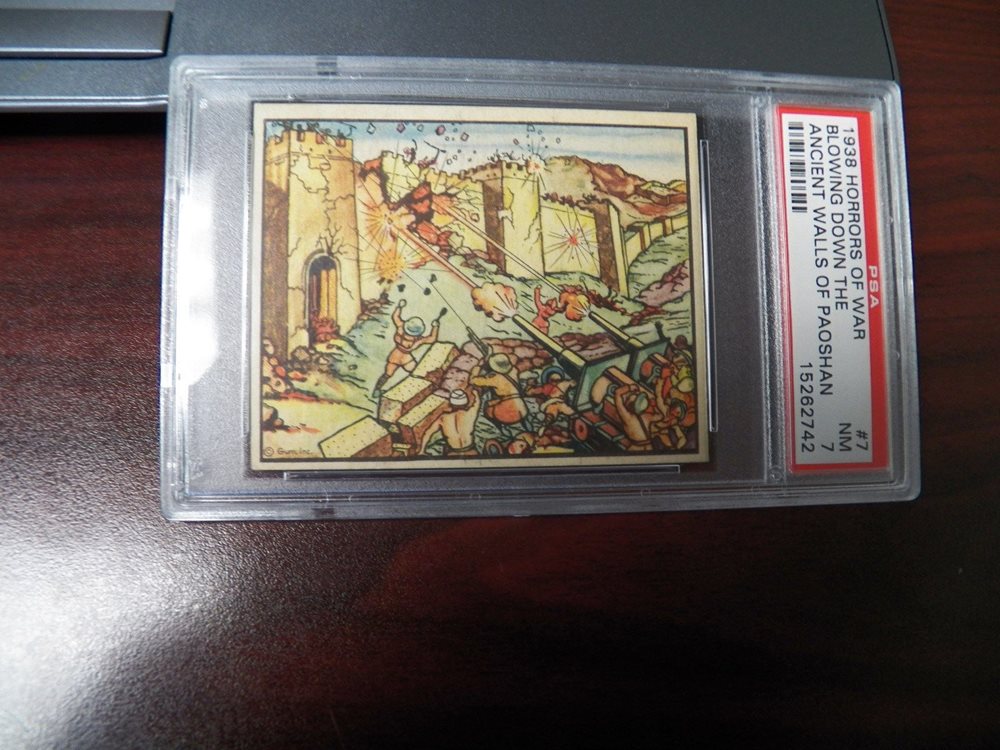 PSA
1938 HORRORS OF WAR #7
BLOWING DOWN THE NM
ANCIENT WALLS OF PAOSHAN 7
15262742
© Gum, Inc.